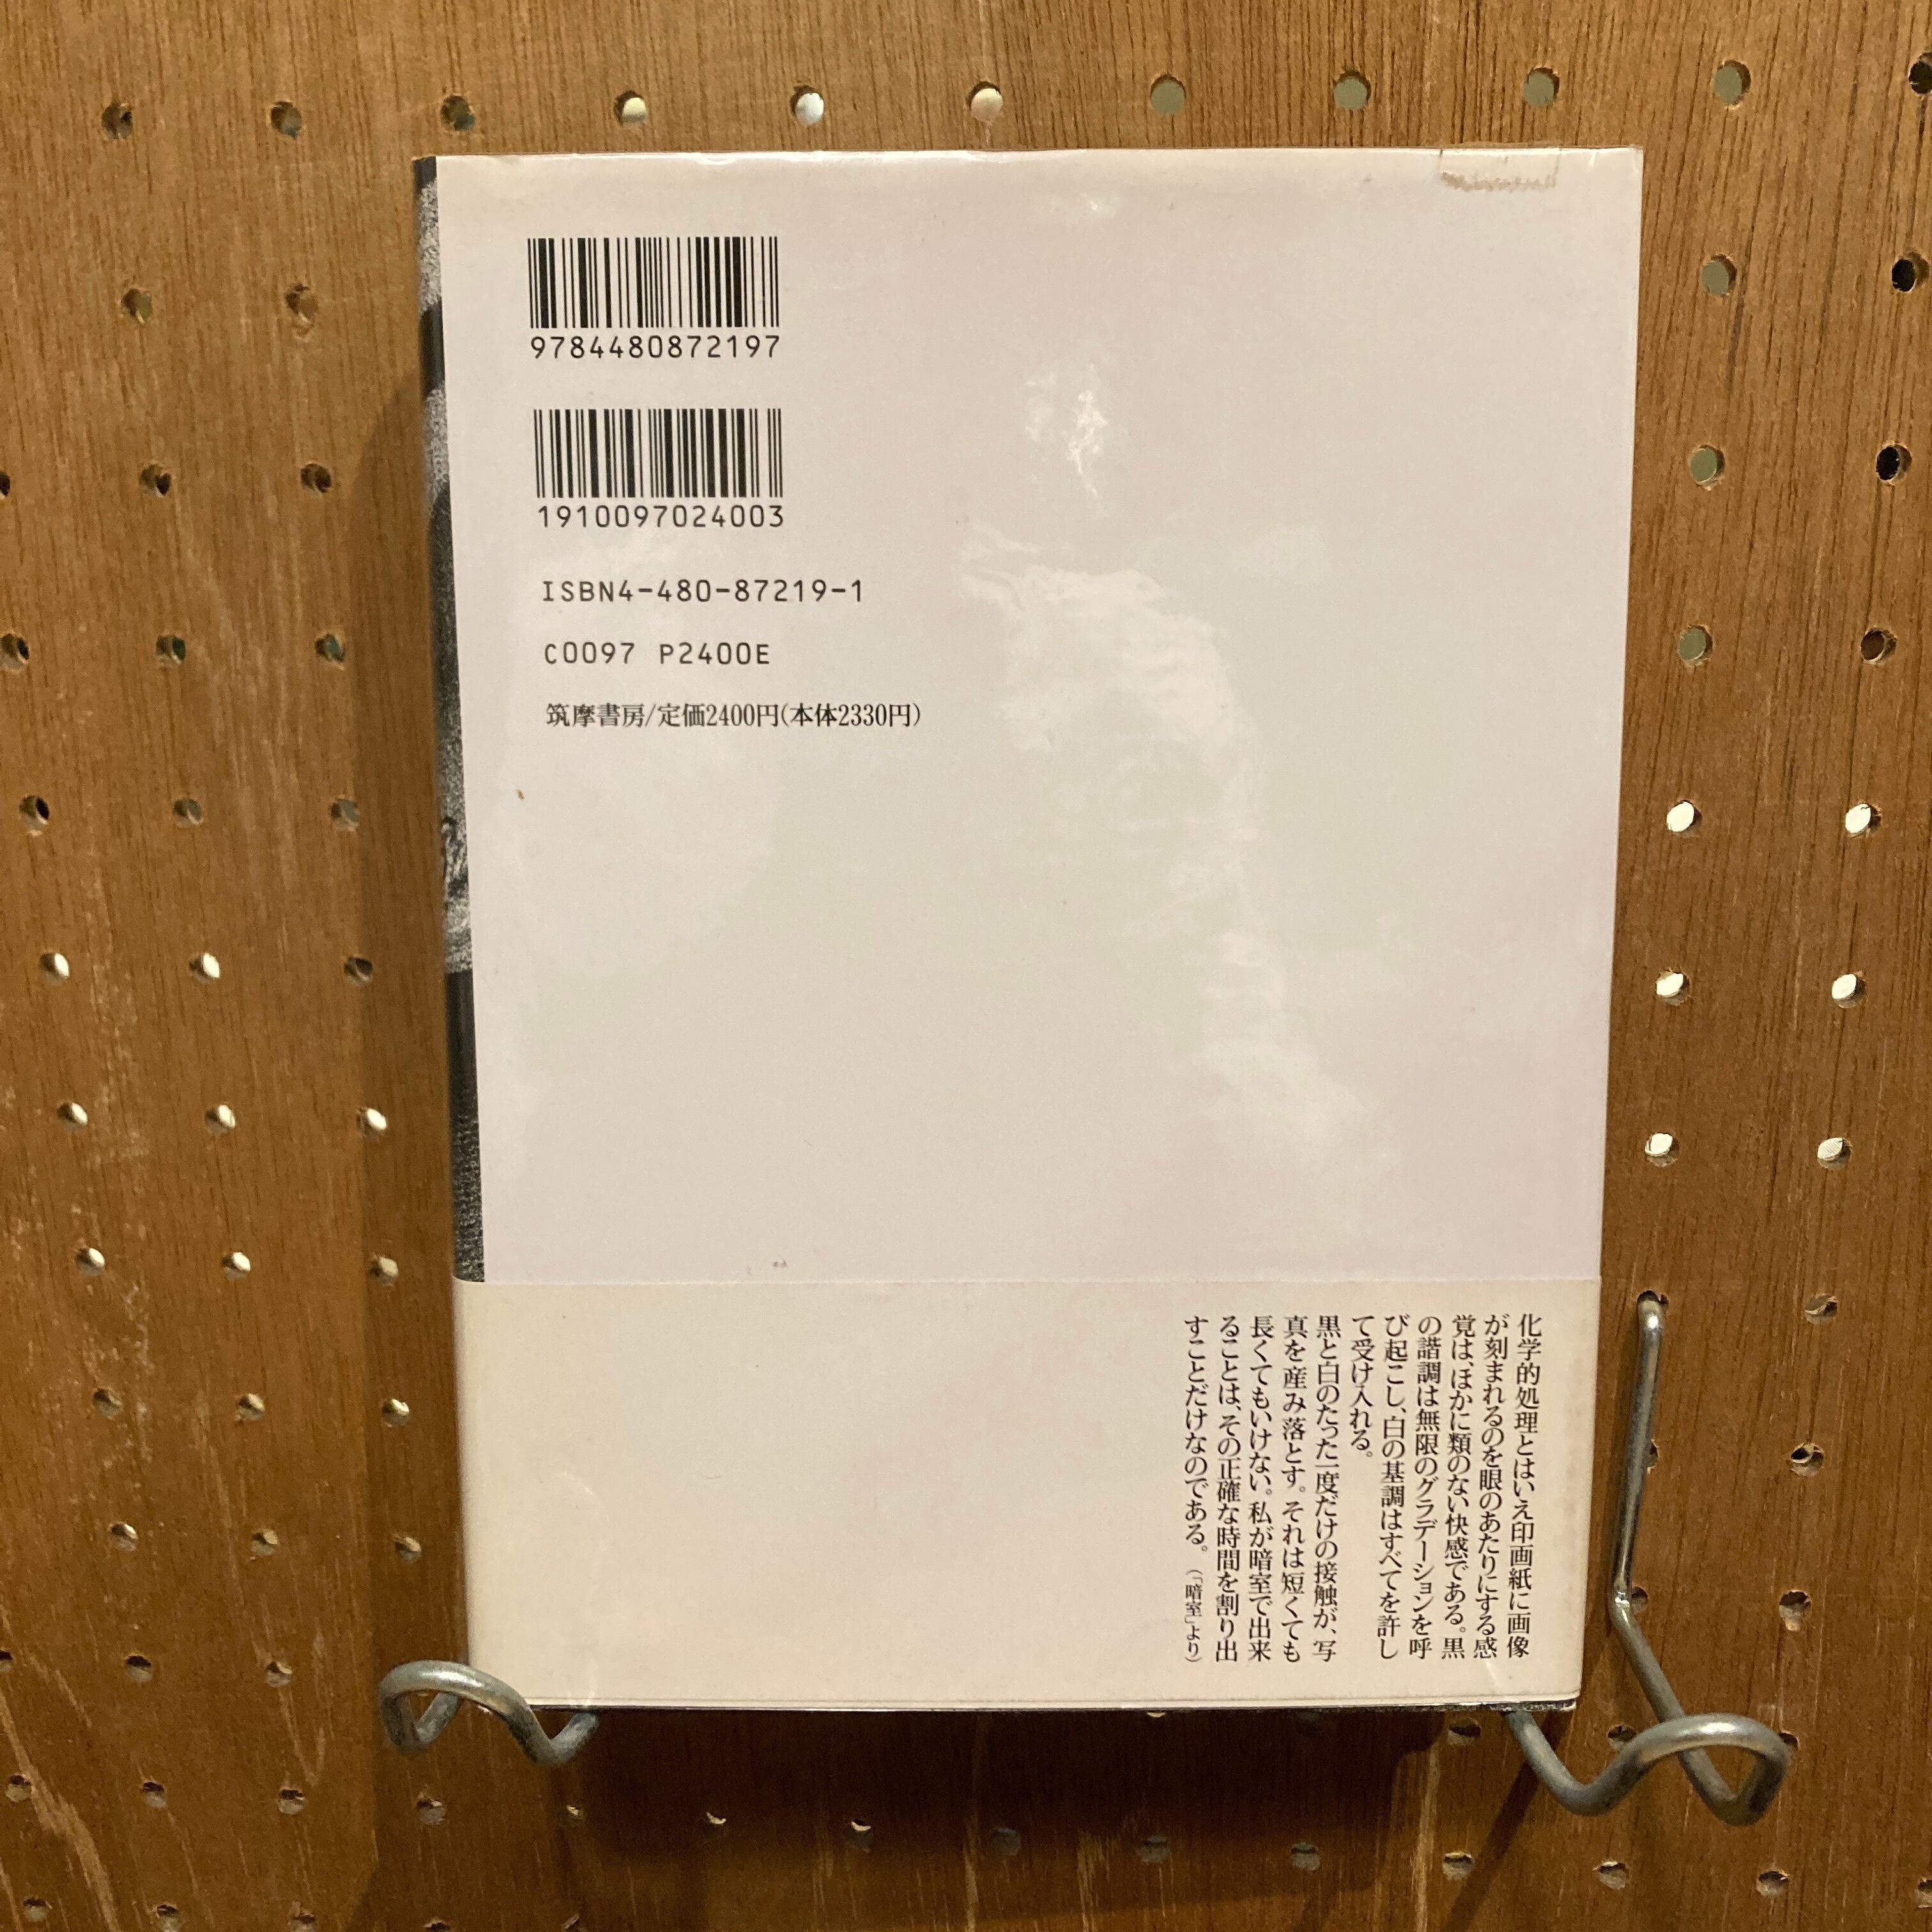 9784480872197
1910097024003
ISBN4-480-87219-1
C0097 P2400E
筑摩書房/定価2400円(本体2330円)
化学的処理とはいえ印画紙に画像
が刻まれるのを眼のあたりにする感
覚は、ほかに類のない快感である。黒
の諧調は無限のグラデーションを呼
び起こし、白の基調はすべてを許し
て受け入れる。
黒と白のたった一度だけの接触が、写
真を産み落とす。それは短くても
長くてもいけない。私が暗室で出来
ることは、その正確な時間を割り出
すことだけなのである。(「暗室」より)